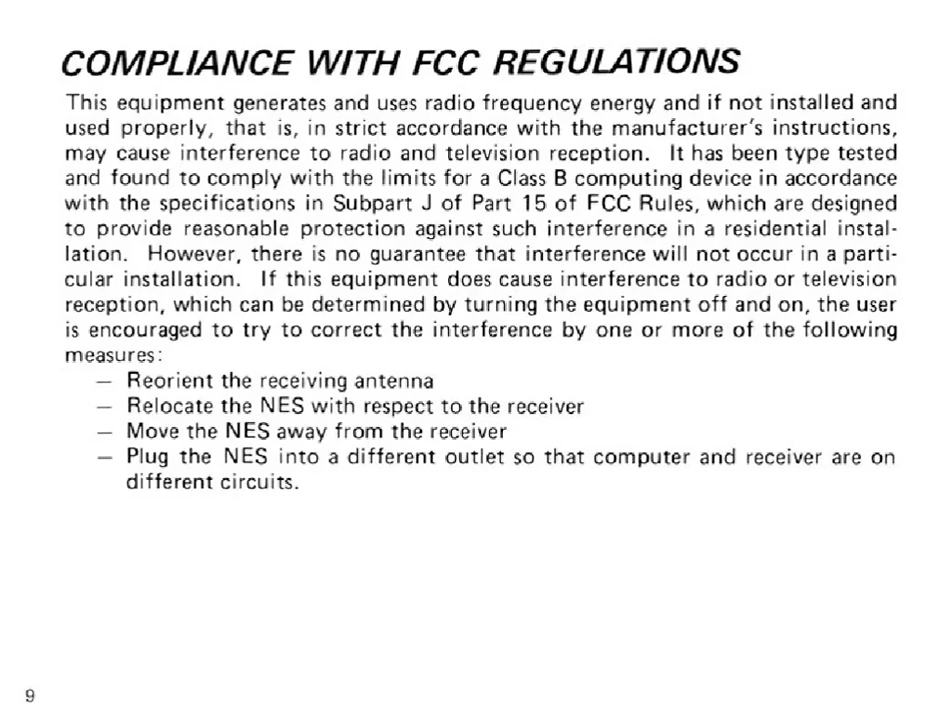 COMPLIANCE WITH FCC REGULATIONS
This equipment generates and uses radio frequency energy and if not installed and
used properly, that is, in strict accordance with the manufacturer's instructions,
may cause interference to radio and television reception. It has been type tested
and found to comply with the limits for a Class B computing device in accordance
with the specifications in Subpart J of Part 15 of FCC Rules, which are designed
to provide reasonable protection against such interference in a residential instal-
lation. However, there is no guarantee that interference will not occur in a parti-
cular installation. If this equipment does cause interference to radio or television
reception, which can be determined by turning the equipment off and on, the user
is encouraged to try to correct the interference by one or more of the following
measures:
— Reorient the receiving antenna
— Relocate the NES with respect to the receiver
— Move the NES away from the receiver
— Plug the NES into a different outlet so that computer and receiver are on
different circuits.
9